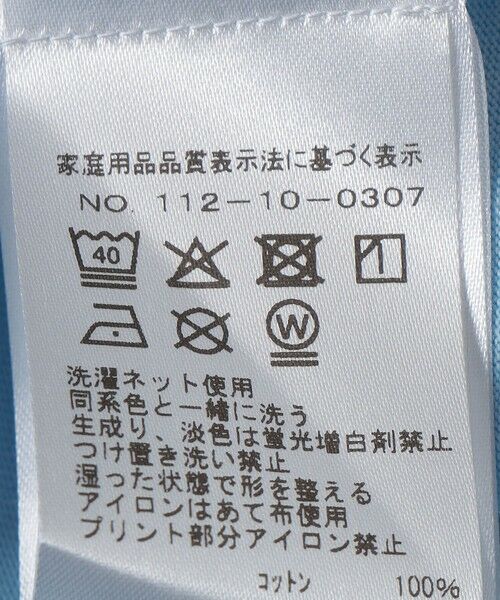 家庭用品品質表示法に基づく表示
NO. 112-10-0307
40
W
洗濯ネット使用
同系色と一緒に洗う
生成り、淡色は蛍光増白剤禁止
つけ置き洗い禁止
湿った状態で形を整える
アイロンはあて布使用
プリント部分アイロン禁止
コットン 100%